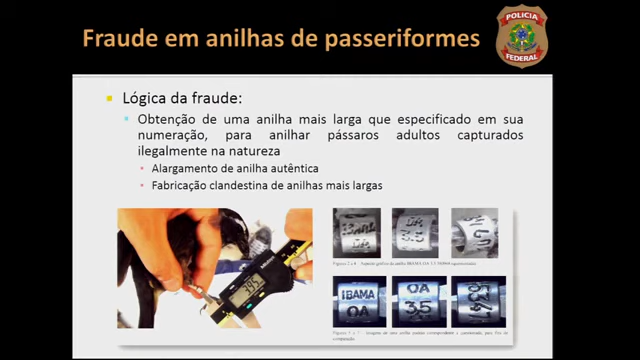 Fraude em anilhas de passeriformes
POLICIA
FEDERAL
Lógica da fraude:
Obtenção de uma anilha mais larga que especificado em sua
numeração, para anilhar pássaros adultos capturados
ilegalmente na natureza
Alargamento de anilha autêntica
Fabricação clandestina de anilhas mais largas
IBAMA
OA
OA
3.5